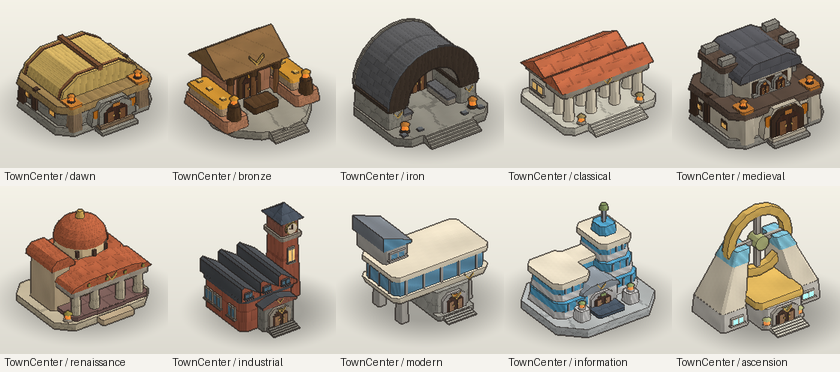 TownCenter / dawn
TownCenter / bronze
TownCenter / iron
TownCenter / classical
TownCenter / medieval
TownCenter / renaissance
TownCenter / industrial
TownCenter / modern
TownCenter / information
TownCenter / ascension